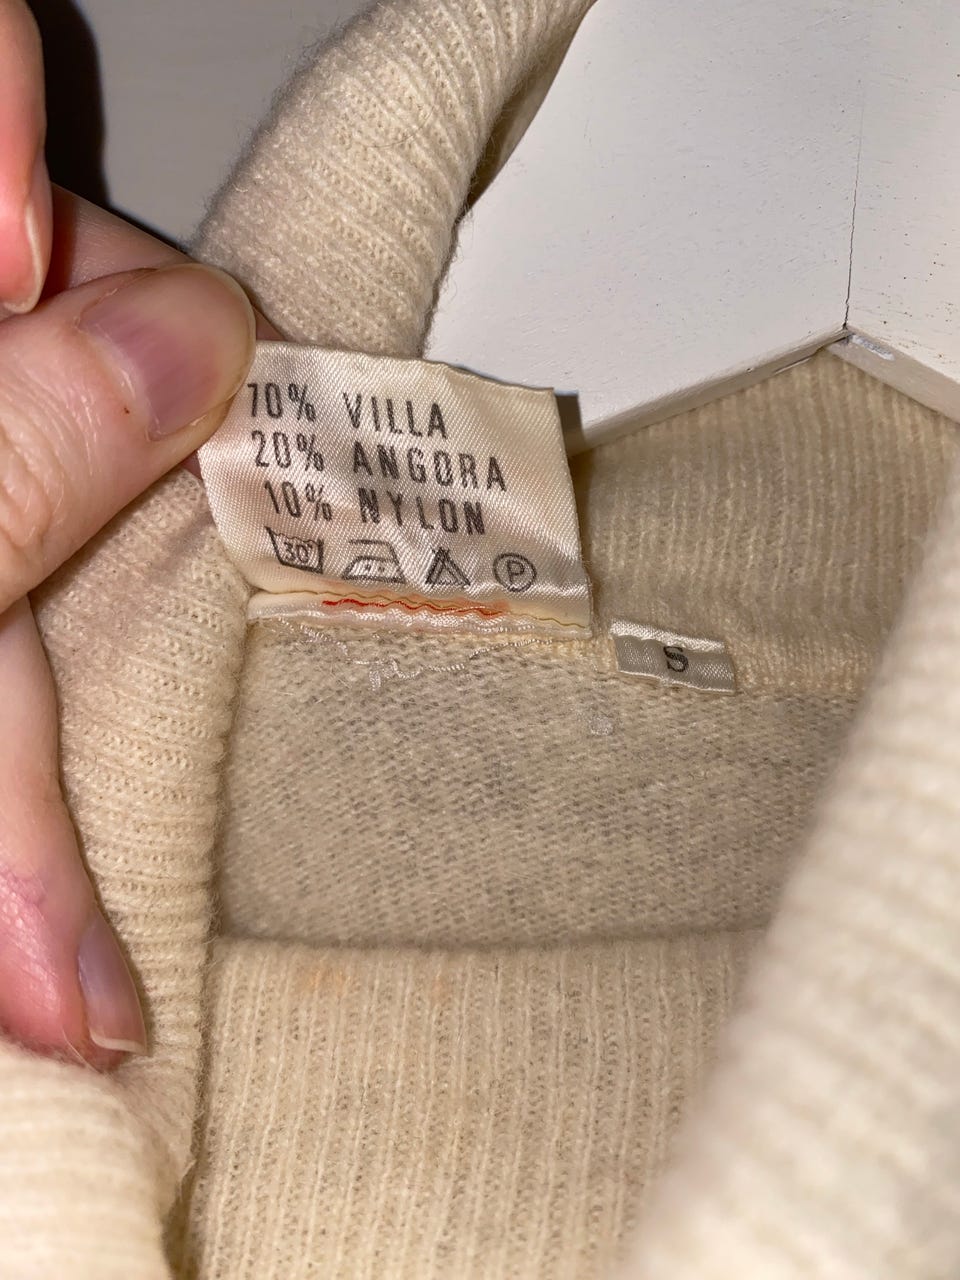 70% VILLA
20% ANGORA
10% NYLON
30° P
S